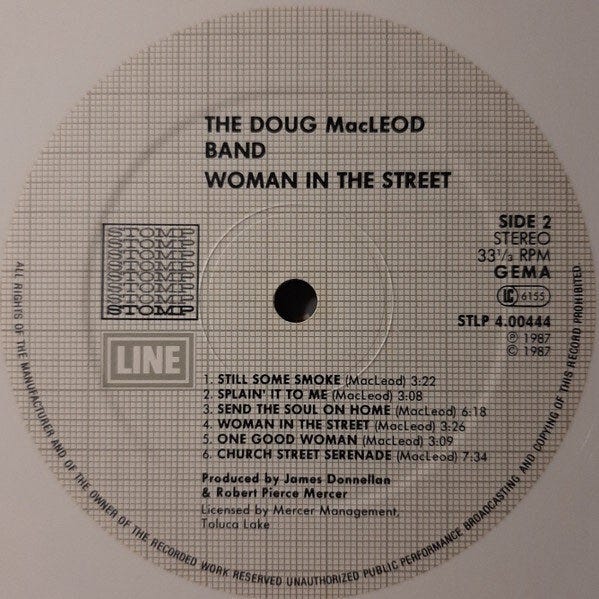 THE DOUG MacLEOD
BAND
WOMAN IN THE STREET
STOMP
STOMP
STOMP
STOMP
STOMP
STOMP
STOMP
STOMP
LINE
SIDE 2
STEREO
33 1/3 RPM
GEMA
LC 6155
STLP 4.00444
℗ 1987
© 1987
1. STILL SOME SMOKE (MacLeod) 3:22
2. SPLAIN' IT TO ME (MacLeod) 3:08
3. SEND THE SOUL ON HOME (MacLeod) 6:18
4. WOMAN IN THE STREET (MacLeod) 3:26
5. ONE GOOD WOMAN (MacLeod) 3:09
6. CHURCH STREET SERENADE (MacLeod) 7:34
Produced by James Donnellan
& Robert Pierce Mercer
Licensed by Mercer Management,
Toluca Lake
ALL RIGHTS OF THE MANUFACTURER AND OF THE OWNER OF THE RECORDED WORK RESERVED UNAUTHORIZED PUBLIC PERFORMANCE BROADCASTING AND COPYING OF THIS RECORD PROHIBITED